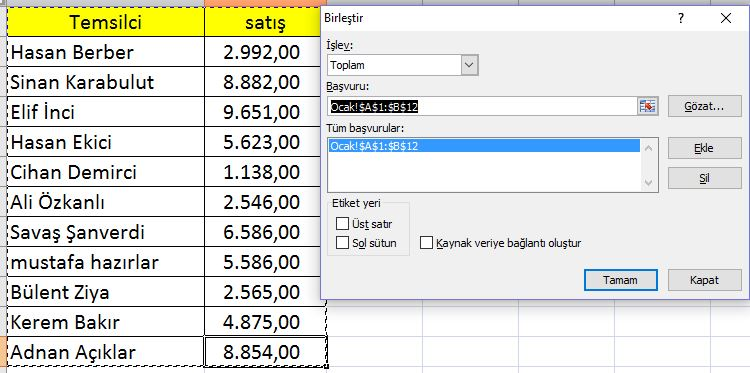 Temsilci satış
Hasan Berber 2.992,00
Sinan Karabulut 8.882,00
Elif İnci 9.651,00
Hasan Ekici 5.623,00
Cihan Demirci 1.138,00
Ali Özkanlı 2.546,00
Savaş Şanverdi 6.586,00
mustafa hazırlar 5.586,00
Bülent Ziya 2.565,00
Kerem Bakır 4.875,00
Adnan Açıklar 8.854,00
Birleştir
İşlev:
Toplam
Başvuru:
Ocak!$A$1:$B$12
Gözat...
Tüm başvurular:
Ocak!$A$1:$B$12
Ekle
Sil
Etiket yeri
Üst satır
Sol sütun
Kaynak veriye bağlantı oluştur
Tamam Kapat